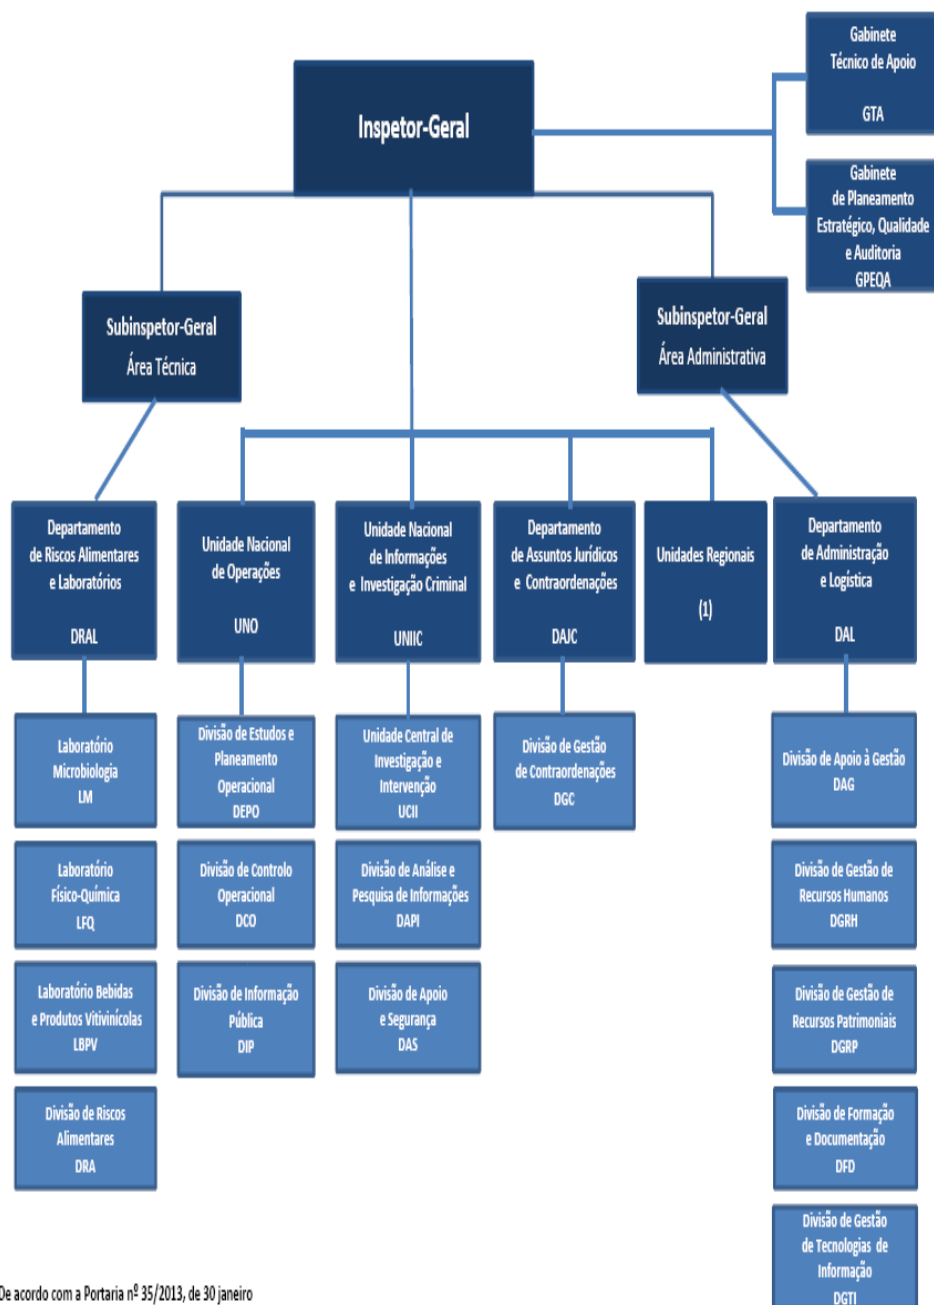 Gabinete
Técnico de Apoio
GTA
Inspetor-Geral
Gabinete
de Planeamento
Estratégico, Qualidade
e Auditoria
GPEQA
Subinspetor-Geral
Área Técnica
Subinspetor-Geral
Área Administrativa
Departamento
de Riscos Alimentares
e Laboratórios
DRAL
Unidade Nacional
de Operações
UNO
Unidade Nacional
de Informações
e Investigação Criminal
UNIIC
Departamento
de Assuntos Jurídicos
e Contraordenações
DAJC
Unidades Regionais
(1)
Departamento
de Administração
e Logística
DAL
Laboratório
Microbiologia
LM
Divisão de Estudos e
Planeamento
Operacional
DEPO
Unidade Central de
Investigação e
Intervenção
UCII
Divisão de Gestão
de Contraordenações
DGC
Divisão de Apoio à Gestão
DAG
Laboratório
Físico-Química
LFQ
Divisão de Controlo
Operacional
DCO
Divisão de Análise e
Pesquisa de Informações
DAPI
Divisão de Gestão de
Recursos Humanos
DGRH
Laboratório Bebidas
e Produtos Vitivinícolas
LBPV
Divisão de Informação
Pública
DIP
Divisão de Apoio
e Segurança
DAS
Divisão de Gestão de
Recursos Patrimoniais
DGRP
Divisão de Riscos
Alimentares
DRA
Divisão de Formação
e Documentação
DFD
Divisão de Gestão
de Tecnologias de
Informação
DGTI
De acordo com a Portaria nº 35/2013, de 30 janeiro